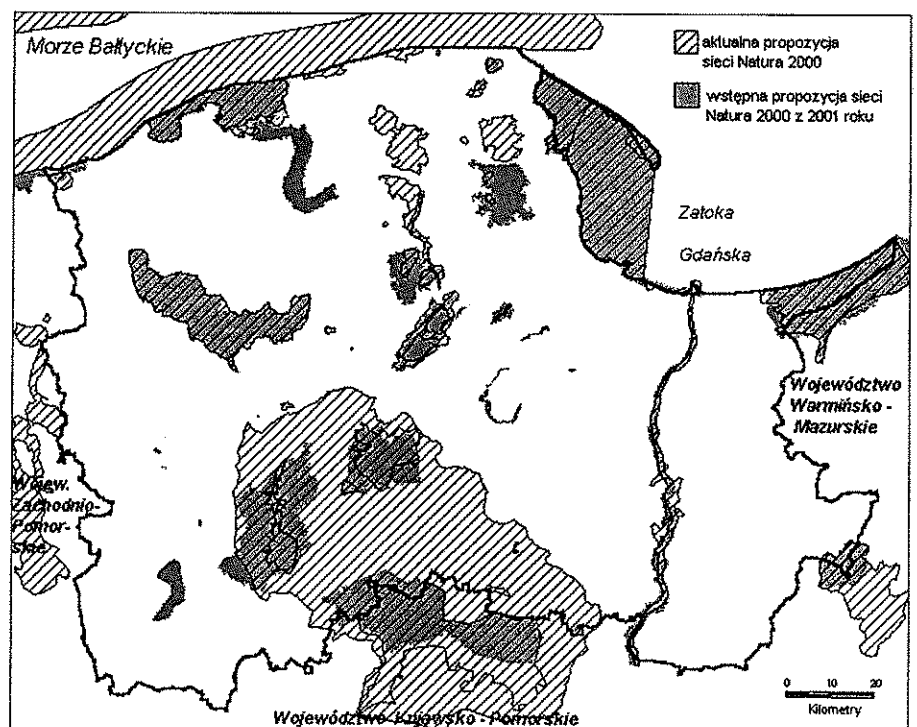 Morze Bałtyckie
aktualna propozycja
sieci Natura 2000
wstępna propozycja sieci
Natura 2000 z 2001 roku
Zatoka
Gdańska
Województwo
Warmińsko -
Mazurskie
Wojew.
Zachodnio-
Pomor-
skie
0 10 20
Kilometry
Województwo Kujawsko - Pomorskie